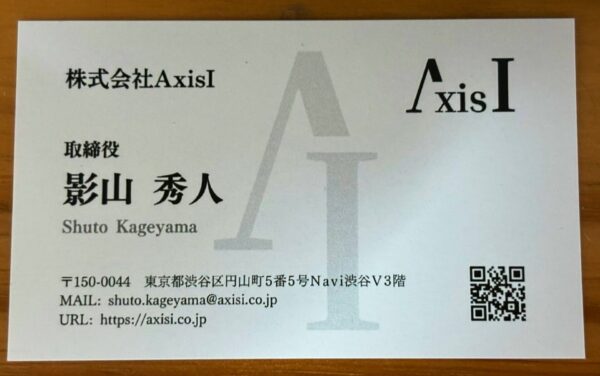 株式会社AxisI
AxisI
取締役
影山 秀人
Shuto Kageyama
〒150-0044 東京都渋谷区円山町5番5号Navi渋谷V3階
MAIL: shuto.kageyama@axisi.co.jp
URL: https://axisi.co.jp
AI